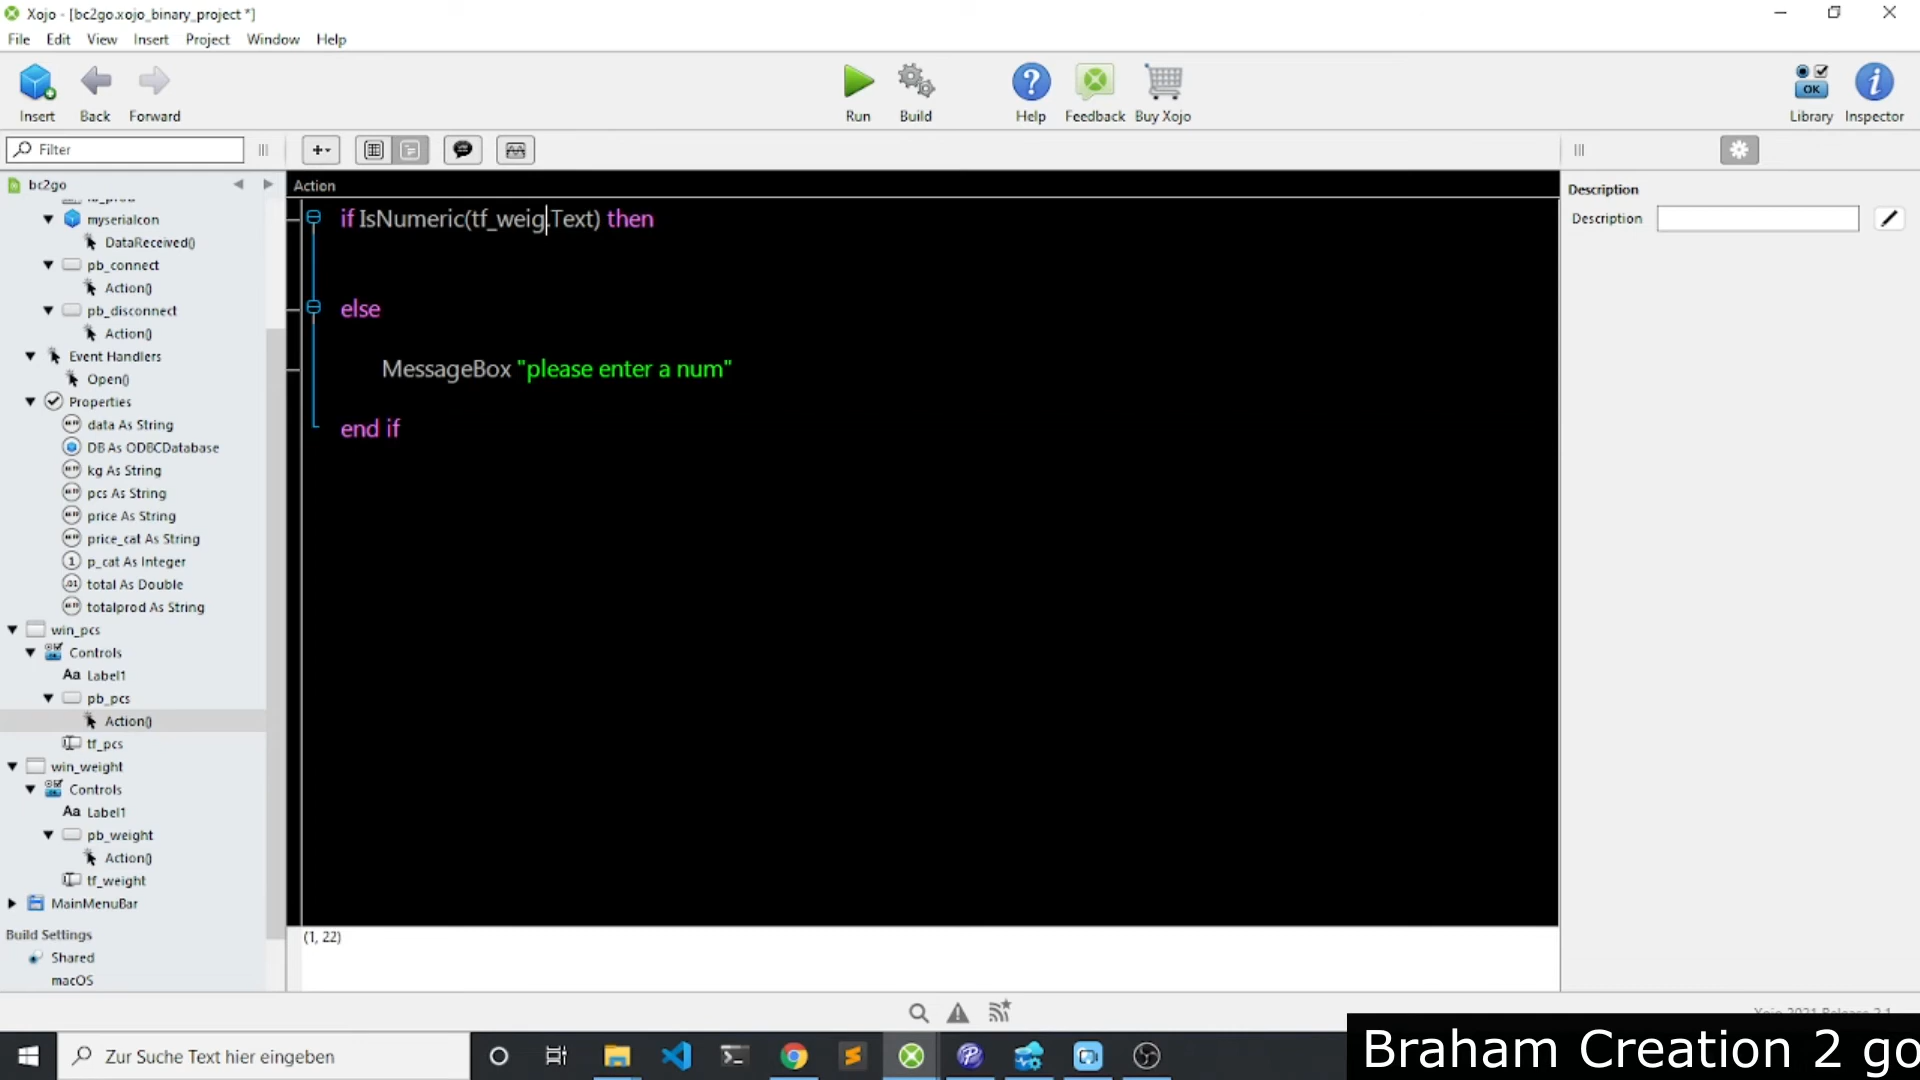 Xojo - [bc2go.xojo_binary_project *]
File Edit View Insert Project Window Help
Insert Back Forward Run Build Help Feedback Buy Xojo OK Library Inspector
Filter
bc2go
Action
Description
Description
if IsNumeric(tf_weig.Text) then
else
MessageBox "please enter a num"
end if
myserialcon
DataReceived()
pb_connect
Action()
pb_disconnect
Action()
Event Handlers
Open()
Properties
data As String
DB As ODBCDatabase
kg As String
pcs As String
price As String
price_cat As String
p_cat As Integer
total As Double
totalprod As String
win_pcs
Controls
Aa Label1
pb_pcs
Action()
tf_pcs
win_weight
Controls
Aa Label1
pb_weight
Action()
tf_weight
MainMenuBar
Build Settings
Shared
macOS
(1, 22)
Zur Suche Text hier eingeben
Braham Creation 2 go